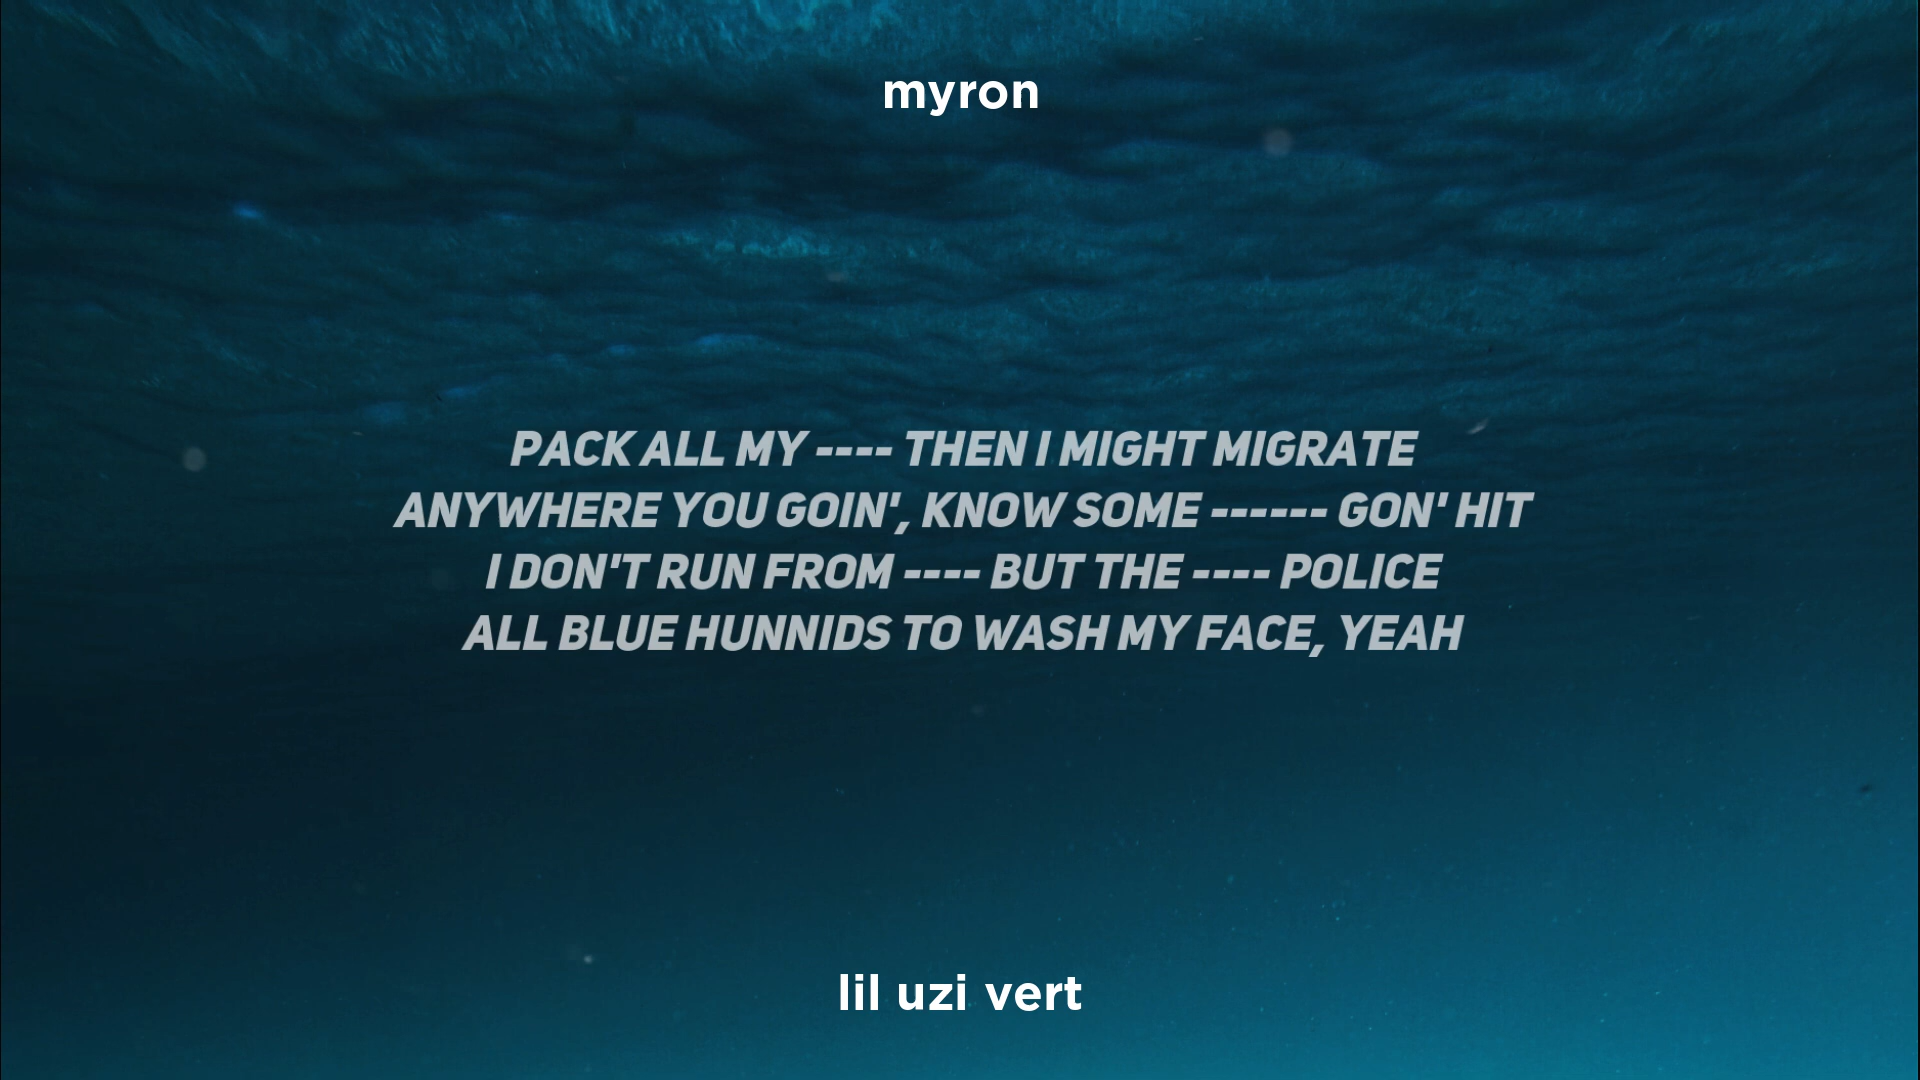 myron
PACK ALL MY ---- THEN I MIGHT MIGRATE
ANYWHERE YOU GOIN', KNOW SOME ------ GON' HIT
I DON'T RUN FROM ---- BUT THE ---- POLICE
ALL BLUE HUNNIDS TO WASH MY FACE, YEAH
lil uzi vert